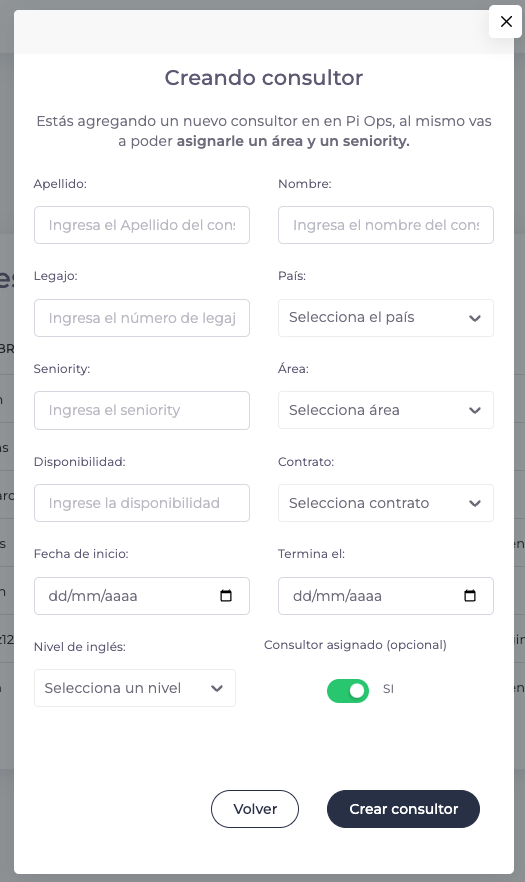 Creando consultor
Estás agregando un nuevo consultor en en Pi Ops, al mismo vas
a poder asignarle un área y un seniority.
Apellido:
Nombre:
Ingresa el Apellido del cons
Ingresa el nombre del cons
Legajo:
País:
Ingresa el número de legaj
Selecciona el país
Seniority:
Área:
Ingresa el seniority
Selecciona área
Disponibilidad:
Contrato:
Ingrese la disponibilidad
Selecciona contrato
Fecha de inicio:
Termina el:
dd/mm/aaaa
dd/mm/aaaa
Nivel de inglés:
Consultor asignado (opcional)
Selecciona un nivel
SI
Volver
Crear consultor